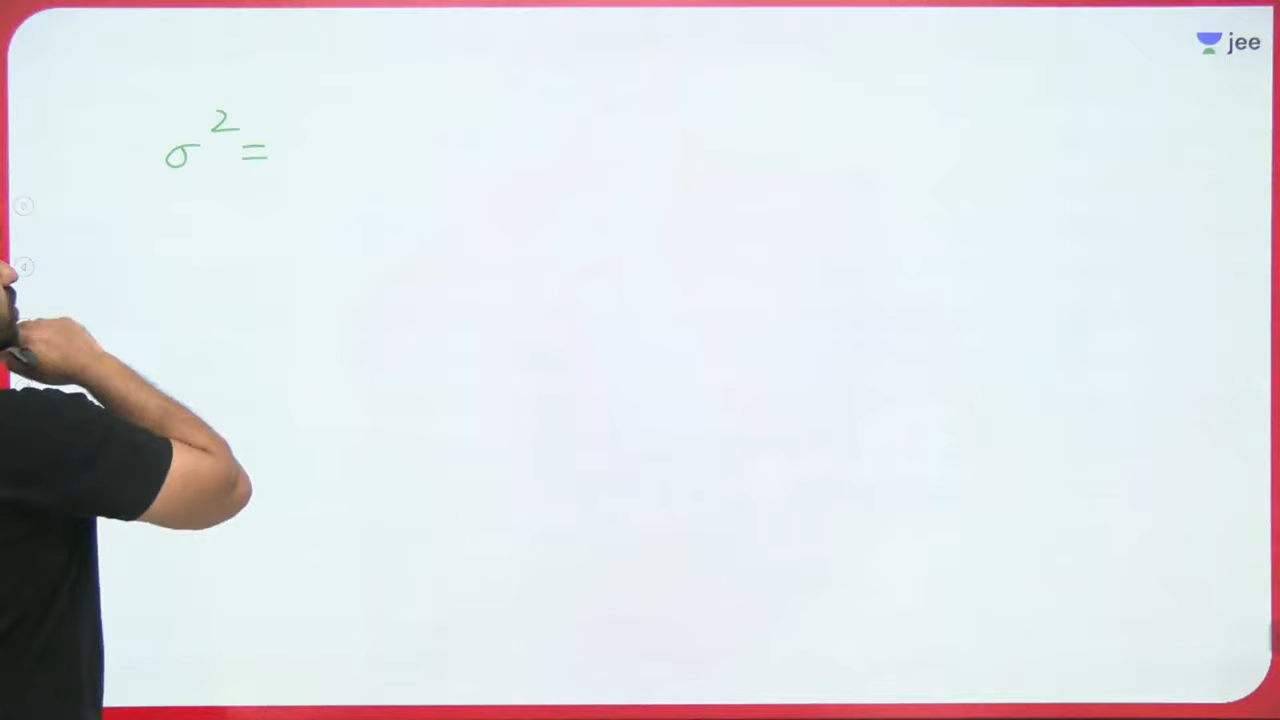 jee
σ² =